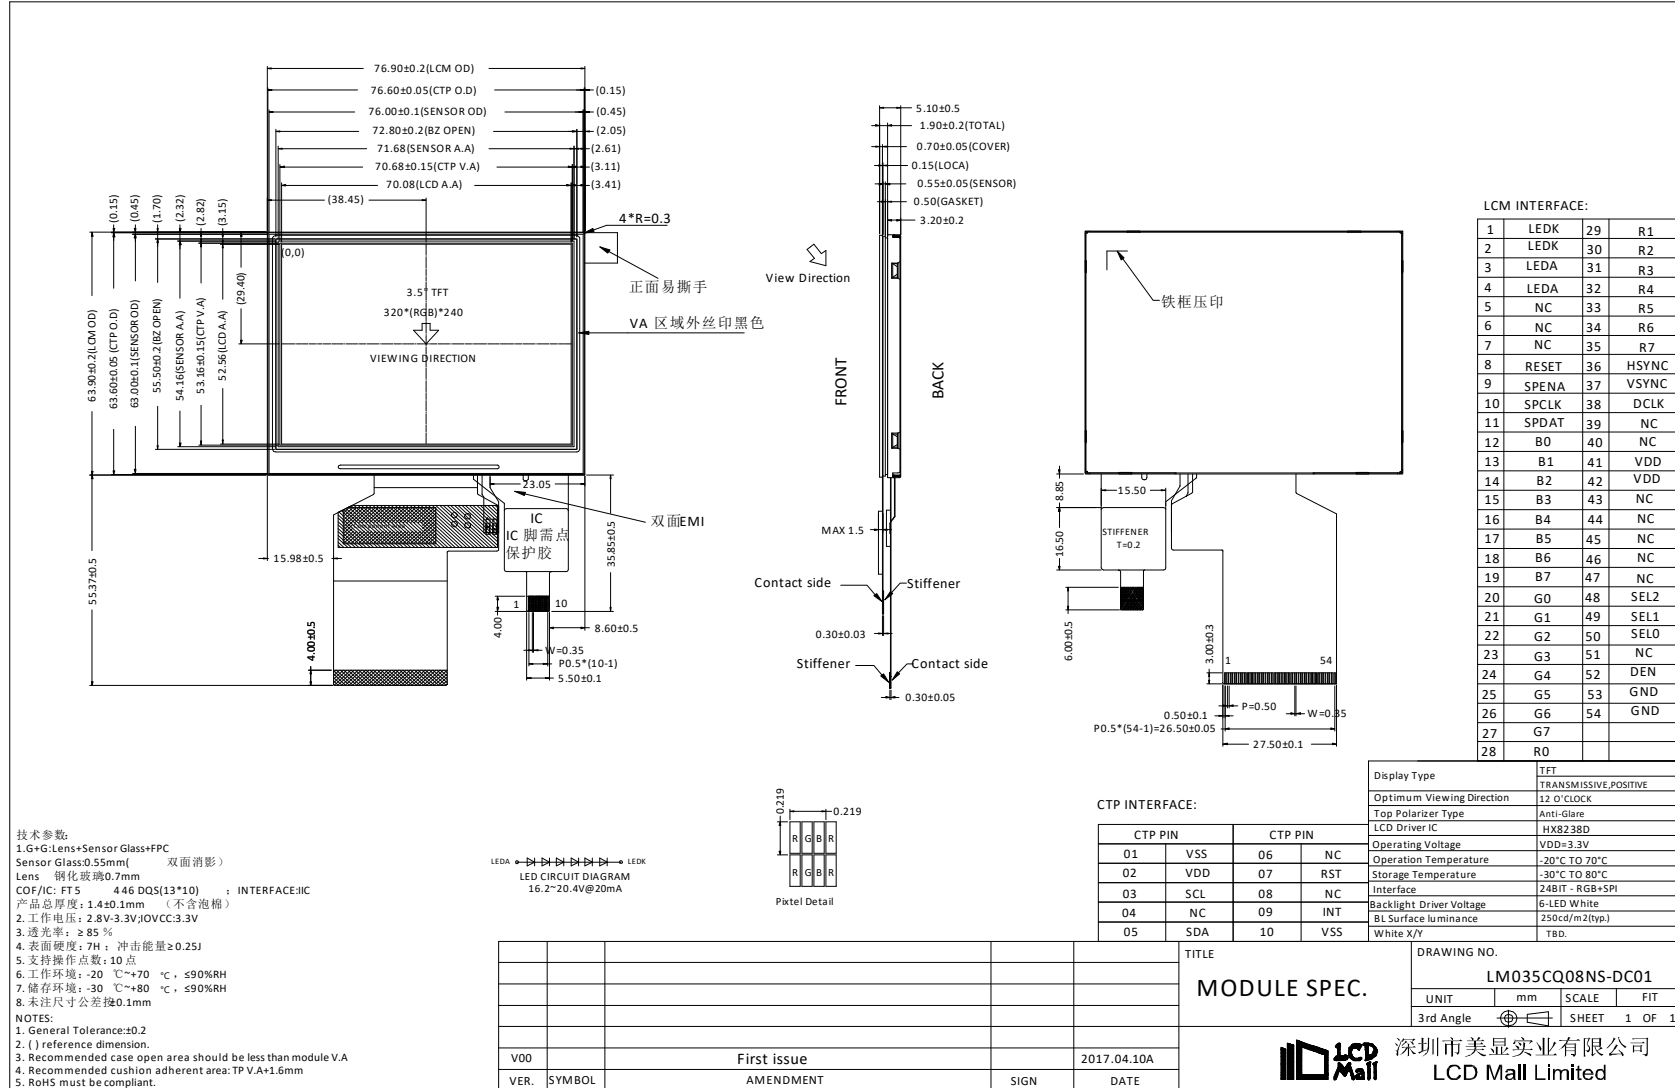 76.90±0.2(LCM OD)
76.60±0.05(CTP O.D)
(0.15)
76.00±0.1(SENSOR OD)
(0.45)
72.80±0.2(BZ OPEN)
(2.05)
71.68(SENSOR A.A)
(2.61)
70.68±0.15(CTP V.A)
(3.11)
70.08(LCD A.A)
(3.41)
(38.45)
4*R=0.3
(0.15)
(0.45)
(1.70)
(2.32)
(2.82)
(3.15)
63.90±0.2(LCM OD)
63.60±0.05 (CTP O.D)
63.00±0.1(SENSOR OD)
55.50±0.2(BZ OPEN)
54.16(SENSOR A.A)
53.16±0.15(CTP V.A)
52.56(LCD A.A)
(29.40)
(0,0)
3.5" TFT
320*(RGB)*240
VIEWING DIRECTION
正面易撕手
VA 区域外丝印黑色
23.05
双面EMI
IC
IC 脚需点
保护胶
15.98±0.5
55.37±0.5
4.00±0.5
35.85±0.5
1
10
4.00
8.60±0.5
W=0.35
P0.5*(10-1)
5.50±0.1
5.10±0.5
1.90±0.2(TOTAL)
0.70±0.05(COVER)
0.15(LOCA)
0.55±0.05(SENSOR)
0.50(GASKET)
3.20±0.2
View Direction
FRONT
BACK
MAX 1.5
Contact side
Stiffener
0.30±0.03
Stiffener
Contact side
0.30±0.05
铁框压印
8.85
15.50
STIFFENER
T=0.2
16.50
6.00±0.5
3.00±0.3
1
54
P=0.50
0.50±0.1
W=0.35
P0.5*(54-1)=26.50±0.05
27.50±0.1
LCM INTERFACE:
1 LEDK 29 R1
2 LEDK 30 R2
3 LEDA 31 R3
4 LEDA 32 R4
5 NC 33 R5
6 NC 34 R6
7 NC 35 R7
8 RESET 36 HSYNC
9 SPENA 37 VSYNC
10 SPCLK 38 DCLK
11 SPDAT 39 NC
12 B0 40 NC
13 B1 41 VDD
14 B2 42 VDD
15 B3 43 NC
16 B4 44 NC
17 B5 45 NC
18 B6 46 NC
19 B7 47 NC
20 G0 48 SEL2
21 G1 49 SEL1
22 G2 50 SEL0
23 G3 51 NC
24 G4 52 DEN
25 G5 53 GND
26 G6 54 GND
27 G7
28 R0
Display Type TFT
TRANSMISSIVE,POSITIVE
Optimum Viewing Direction 12 O'CLOCK
Top Polarizer Type Anti-Glare
LCD Driver IC HX8238D
Operating Voltage VDD=3.3V
Operation Temperature -20°C TO 70°C
Storage Temperature -30°C TO 80°C
Interface 24BIT - RGB+SPI
Backlight Driver Voltage 6-LED White
BL Surface luminance 250cd/m2(typ.)
White X/Y TBD.
CTP INTERFACE:
CTP PIN CTP PIN
01 VSS 06 NC
02 VDD 07 RST
03 SCL 08 NC
04 NC 09 INT
05 SDA 10 VSS
0.219
0.219
R G B R
R G B R
Pixtel Detail
LEDA
LEDK
LED CIRCUIT DIAGRAM
16.2~20.4V@20mA
技术参数:
1.G+G:Lens+Sensor Glass+FPC
Sensor Glass:0.55mm( 双面消影）
Lens 钢化玻璃0.7mm
COF/IC: FT5 446 DQS(13*10) ；INTERFACE:IIC
产品总厚度：1.4±0.1mm （不含泡棉）
2.工作电压：2.8V-3.3V;IOVCC:3.3V
3.透光率：≥85 %
4.表面硬度：7H ；冲击能量≥0.25J
5.支持操作点数：10 点
6.工作环境：-20 ℃~+70 ℃，≤90%RH
7.储存环境：-30 ℃~+80 ℃，≤90%RH
8.未注尺寸公差按±0.1mm
NOTES:
1. General Tolerance:±0.2
2. ( ) reference dimension.
3. Recommended case open area should be less than module V.A
4. Recommended cushion adherent area: TP V.A+1.6mm
5. RoHS must be compliant.
V00 First issue 2017.04.10A
VER. SYMBOL AMENDMENT SIGN DATE
TITLE
MODULE SPEC.
DRAWING NO.
LM035CQ08NS-DC01
UNIT mm SCALE FIT
3rd Angle SHEET 1 OF 1
LCD Mall
深圳市美显实业有限公司
LCD Mall Limited